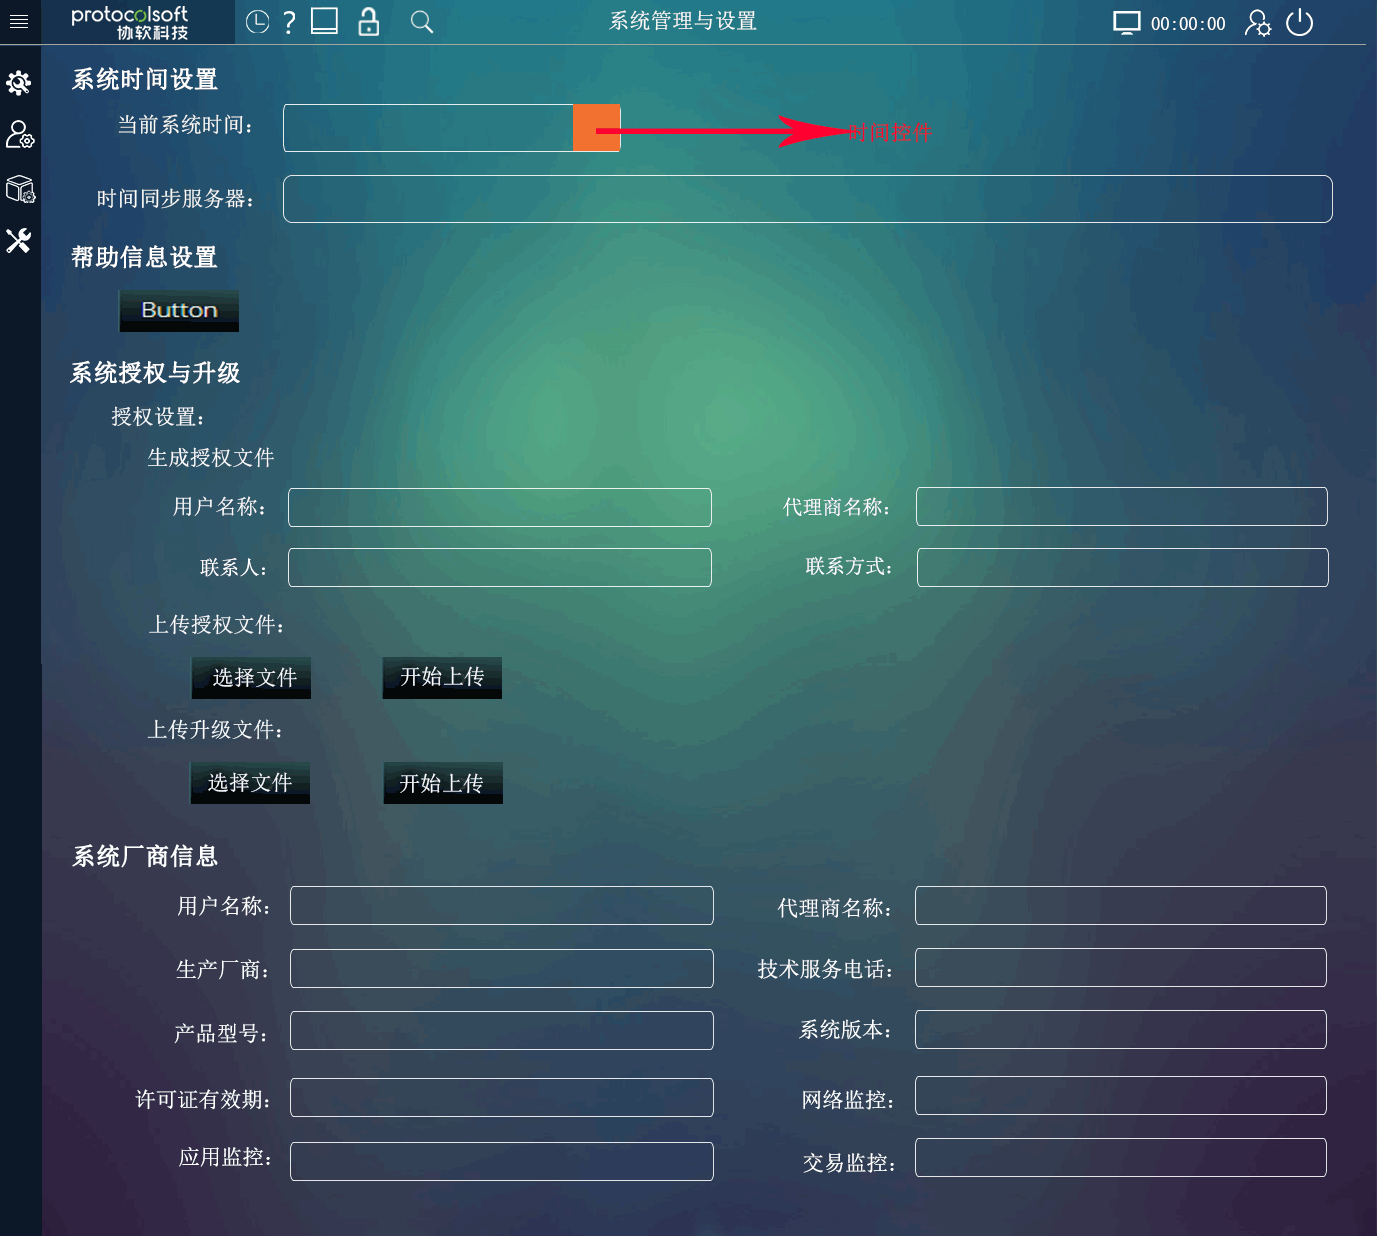 protocolsoft
协软科技
系统管理与设置
00:00:00
系统时间设置
当前系统时间：
时间控件
时间同步服务器：
帮助信息设置
Button
系统授权与升级
授权设置：
生成授权文件
用户名称：
代理商名称：
联系人：
联系方式：
上传授权文件：
选择文件
开始上传
上传升级文件：
选择文件
开始上传
系统厂商信息
用户名称：
代理商名称：
生产厂商：
技术服务电话：
产品型号：
系统版本：
许可证有效期：
网络监控：
应用监控：
交易监控：